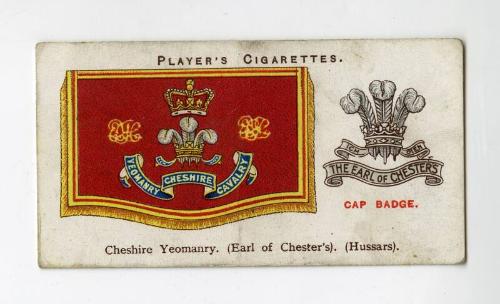 PLAYER'S CIGARETTES.
YEOMANRY CHESHIRE CAVALRY
ICH DIEN
THE EARL OF CHESTER'S
CAP BADGE.
Cheshire Yeomanry. (Earl of Chester's). (Hussars).